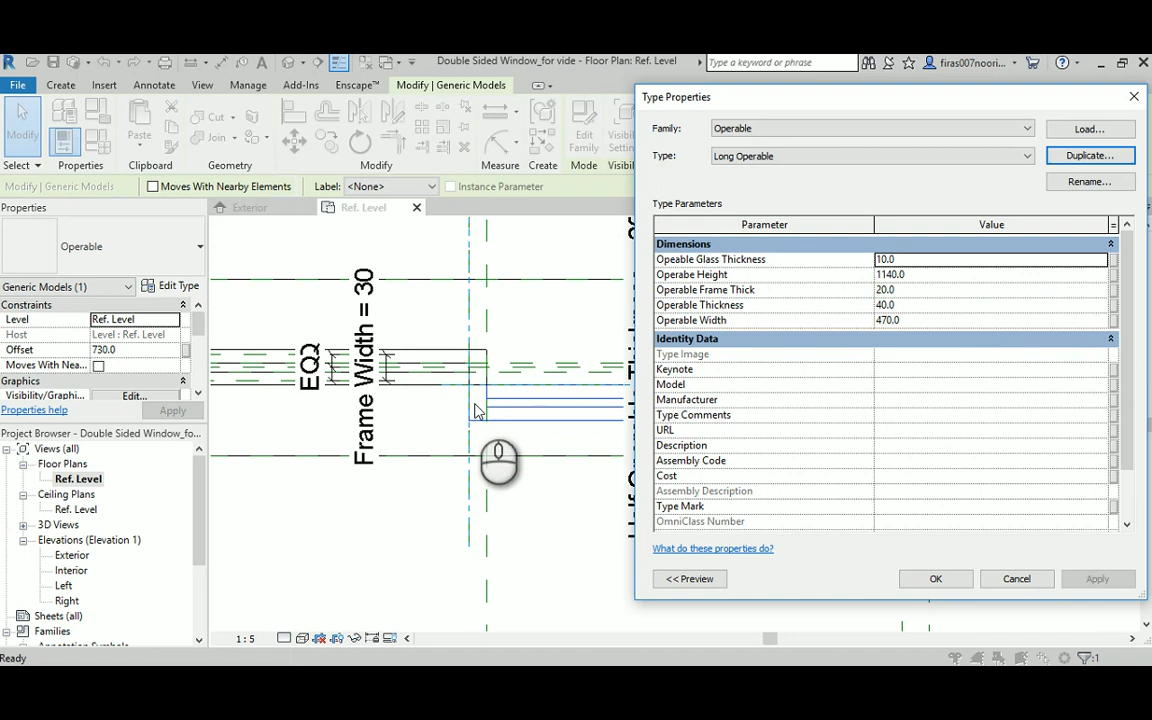 Double Sided Window_for vide - Floor Plan: Ref. Level
Type a keyword or phrase
firas007noori...
File
Create
Insert
Annotate
View
Manage
Add-Ins
Enscape™
Modify | Generic Models
Modify
Paste
Cut
Join
Edit
Family
Select
Properties
Clipboard
Geometry
Modify
Measure
Create
Mode
Modify | Generic Models
Moves With Nearby Elements
Label:
<None>
Instance Parameter
Properties
Operable
Generic Models (1)
Edit Type
Constraints
Level
Ref. Level
Host
Level : Ref. Level
Offset
730.0
Moves With Nea...
Graphics
Visibility/Graphi...
Edit...
Properties help
Apply
Project Browser - Double Sided Window_fo...
Views (all)
Floor Plans
Ref. Level
Ceiling Plans
Ref. Level
3D Views
Elevations (Elevation 1)
Exterior
Interior
Left
Right
Sheets (all)
Families
Annotation Symbols
Exterior
Ref. Level
EQ
Frame Width = 30
1 : 5
Ready
:1
Type Properties
Family:
Operable
Load...
Type:
Long Operable
Duplicate...
Rename...
Type Parameters
Parameter
Value
=
Dimensions
Opeable Glass Thickness
10.0
Operabe Height
1140.0
Operable Frame Thick
20.0
Operable Thickness
40.0
Operable Width
470.0
Identity Data
Type Image
Keynote
Model
Manufacturer
Type Comments
URL
Description
Assembly Code
Cost
Assembly Description
Type Mark
OmniClass Number
What do these properties do?
<< Preview
OK
Cancel
Apply